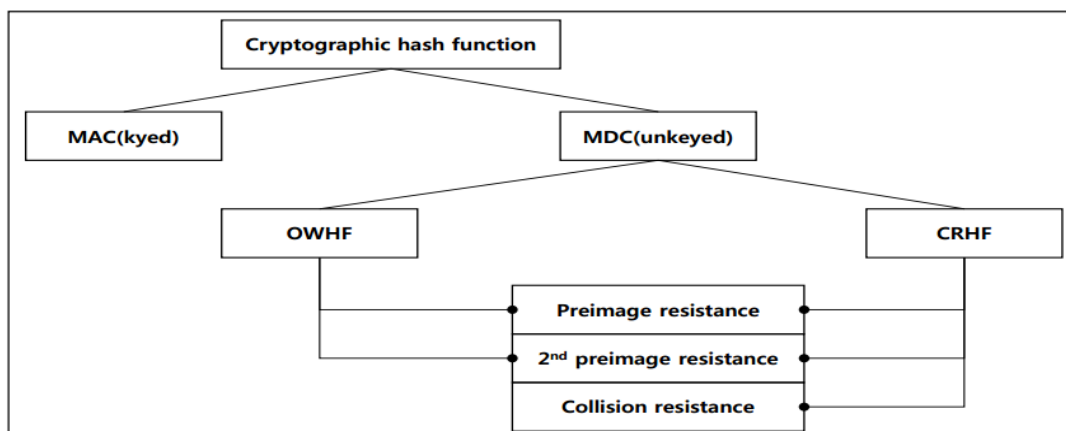 Cryptographic hash function
MAC(kyed)
MDC(unkeyed)
OWHF
CRHF
Preimage resistance
2nd preimage resistance
Collision resistance